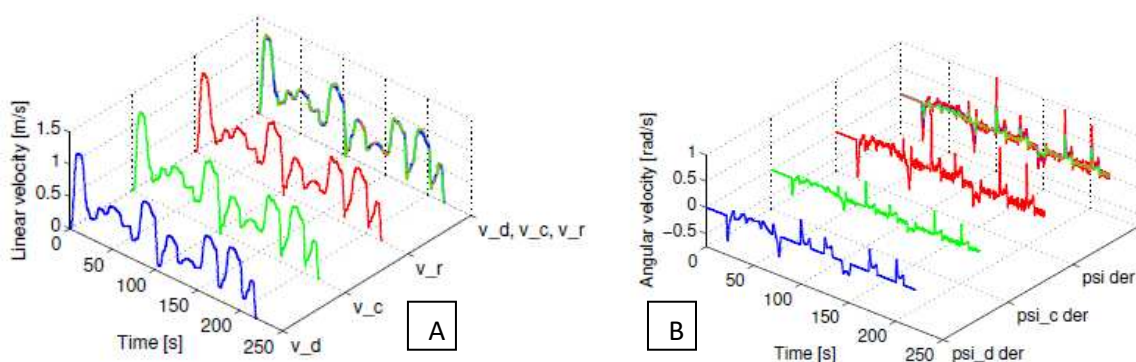 Linear velocity [m/s]
1.5
1
0.5
0
0
50
100
150
200
250
Time [s]
v_d
v_c
v_r
v_d, v_c, v_r
A
Angular velocity [rad/s]
1
0.5
0
−0.5
0
50
100
150
200
250
Time [s]
psi_d der
psi_c der
psi der
B